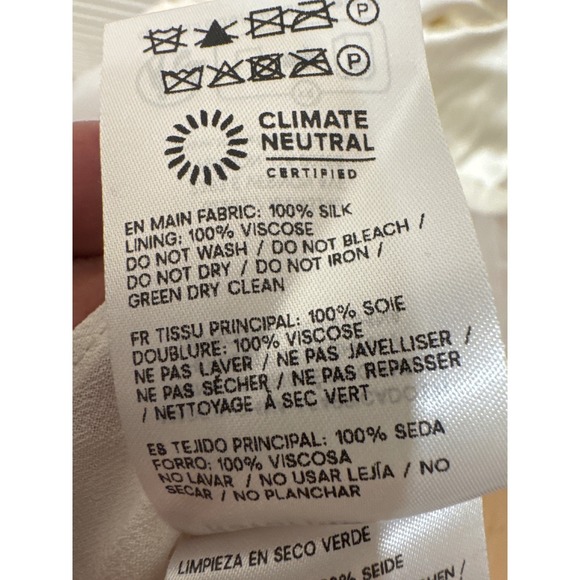 P
P
CLIMATE
NEUTRAL
CERTIFIED
EN MAIN FABRIC: 100% SILK
LINING: 100% VISCOSE
DO NOT WASH / DO NOT BLEACH /
DO NOT DRY / DO NOT IRON /
GREEN DRY CLEAN
FR TISSU PRINCIPAL: 100% SOIE
DOUBLURE: 100% VISCOSE
NE PAS LAVER / NE PAS JAVELLISER /
NE PAS SÉCHER / NE PAS REPASSER
/ NETTOYAGE À SEC VERT
ES TEJIDO PRINCIPAL: 100% SEDA
FORRO: 100% VISCOSA
NO LAVAR / NO USAR LEJÍA / NO
SECAR / NO PLANCHAR
LIMPIEZA EN SECO VERDE
100% SEIDE